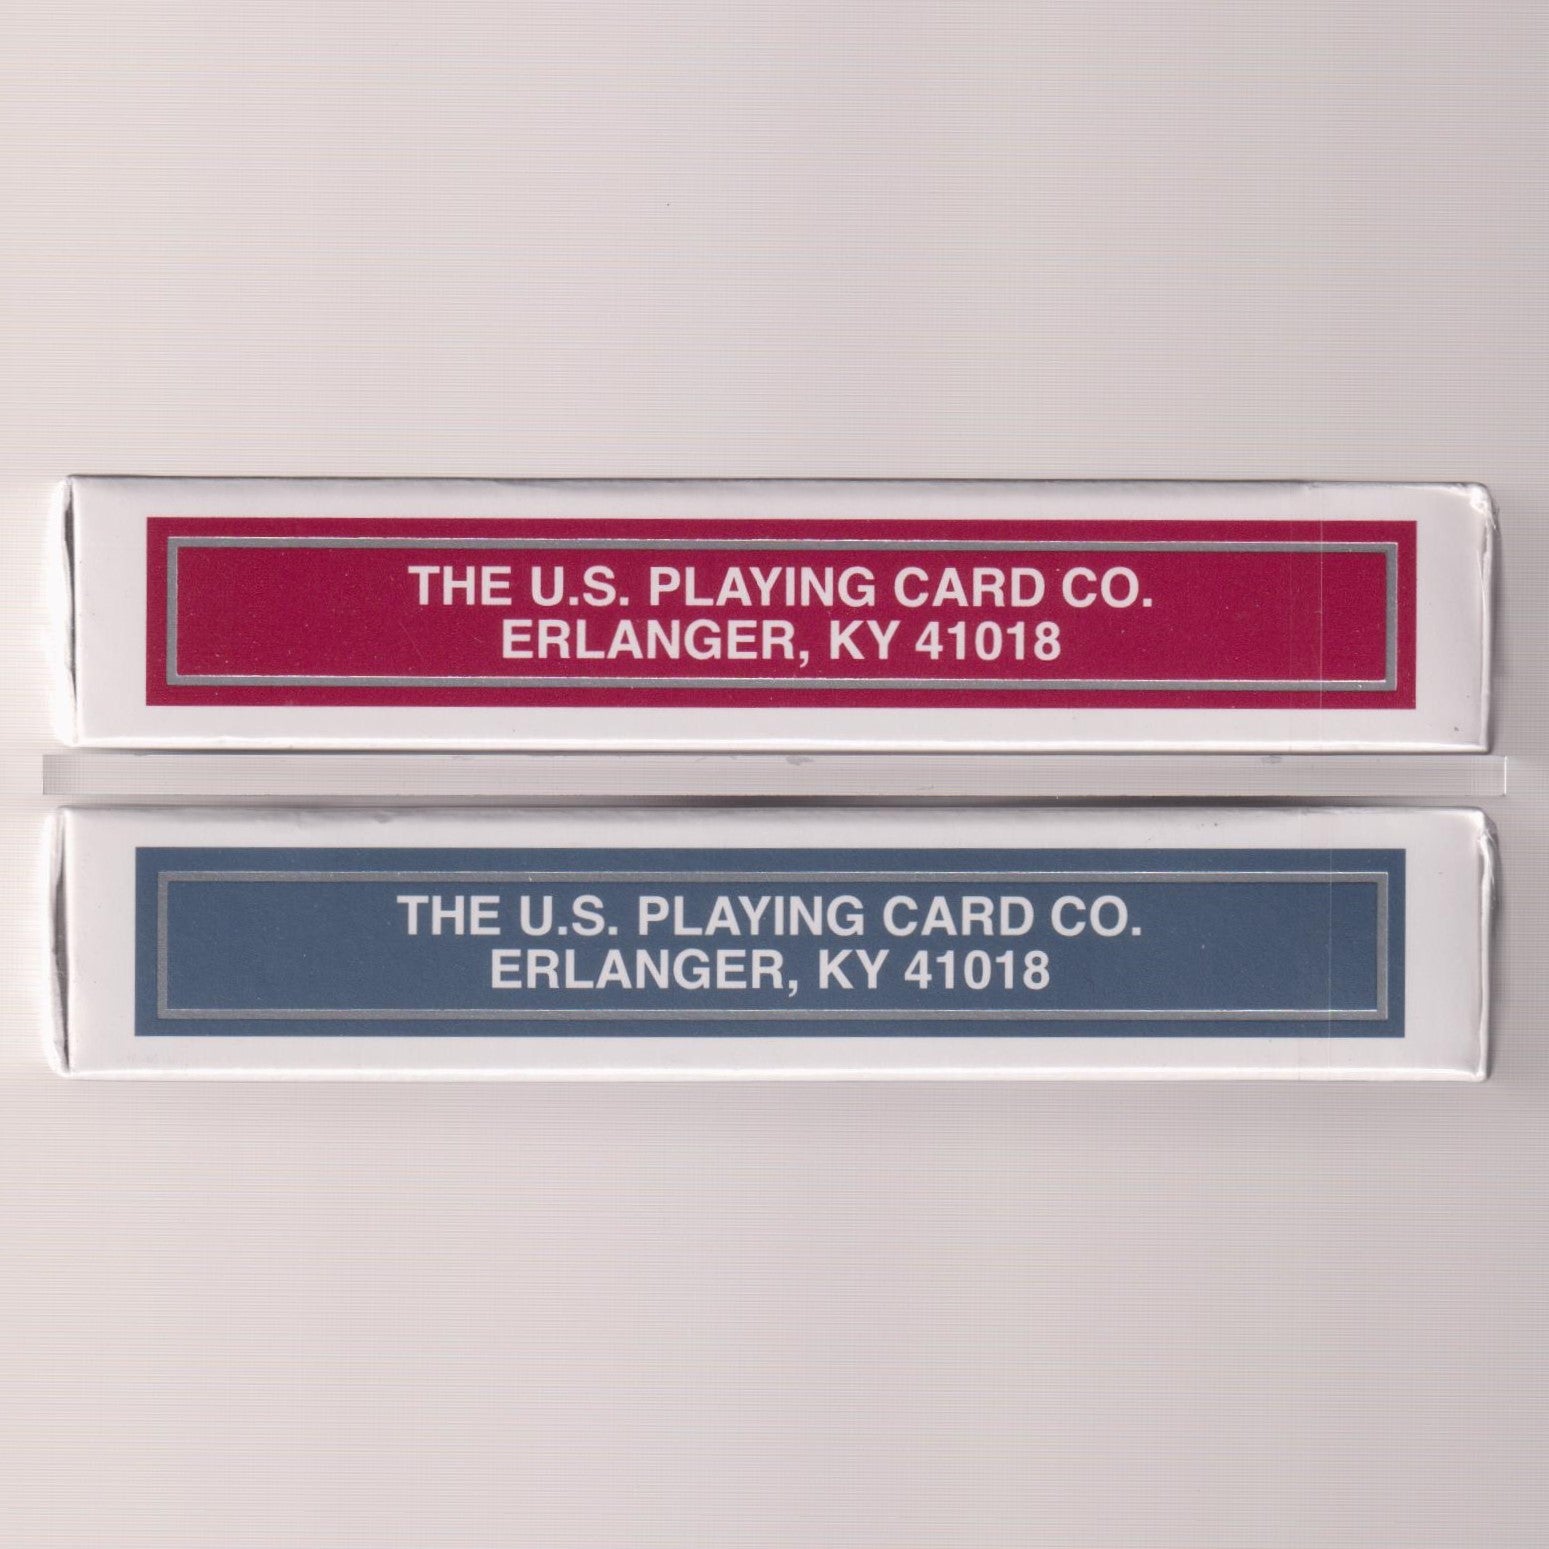 THE U.S. PLAYING CARD CO.
ERLANGER, KY 41018
THE U.S. PLAYING CARD CO.
ERLANGER, KY 41018